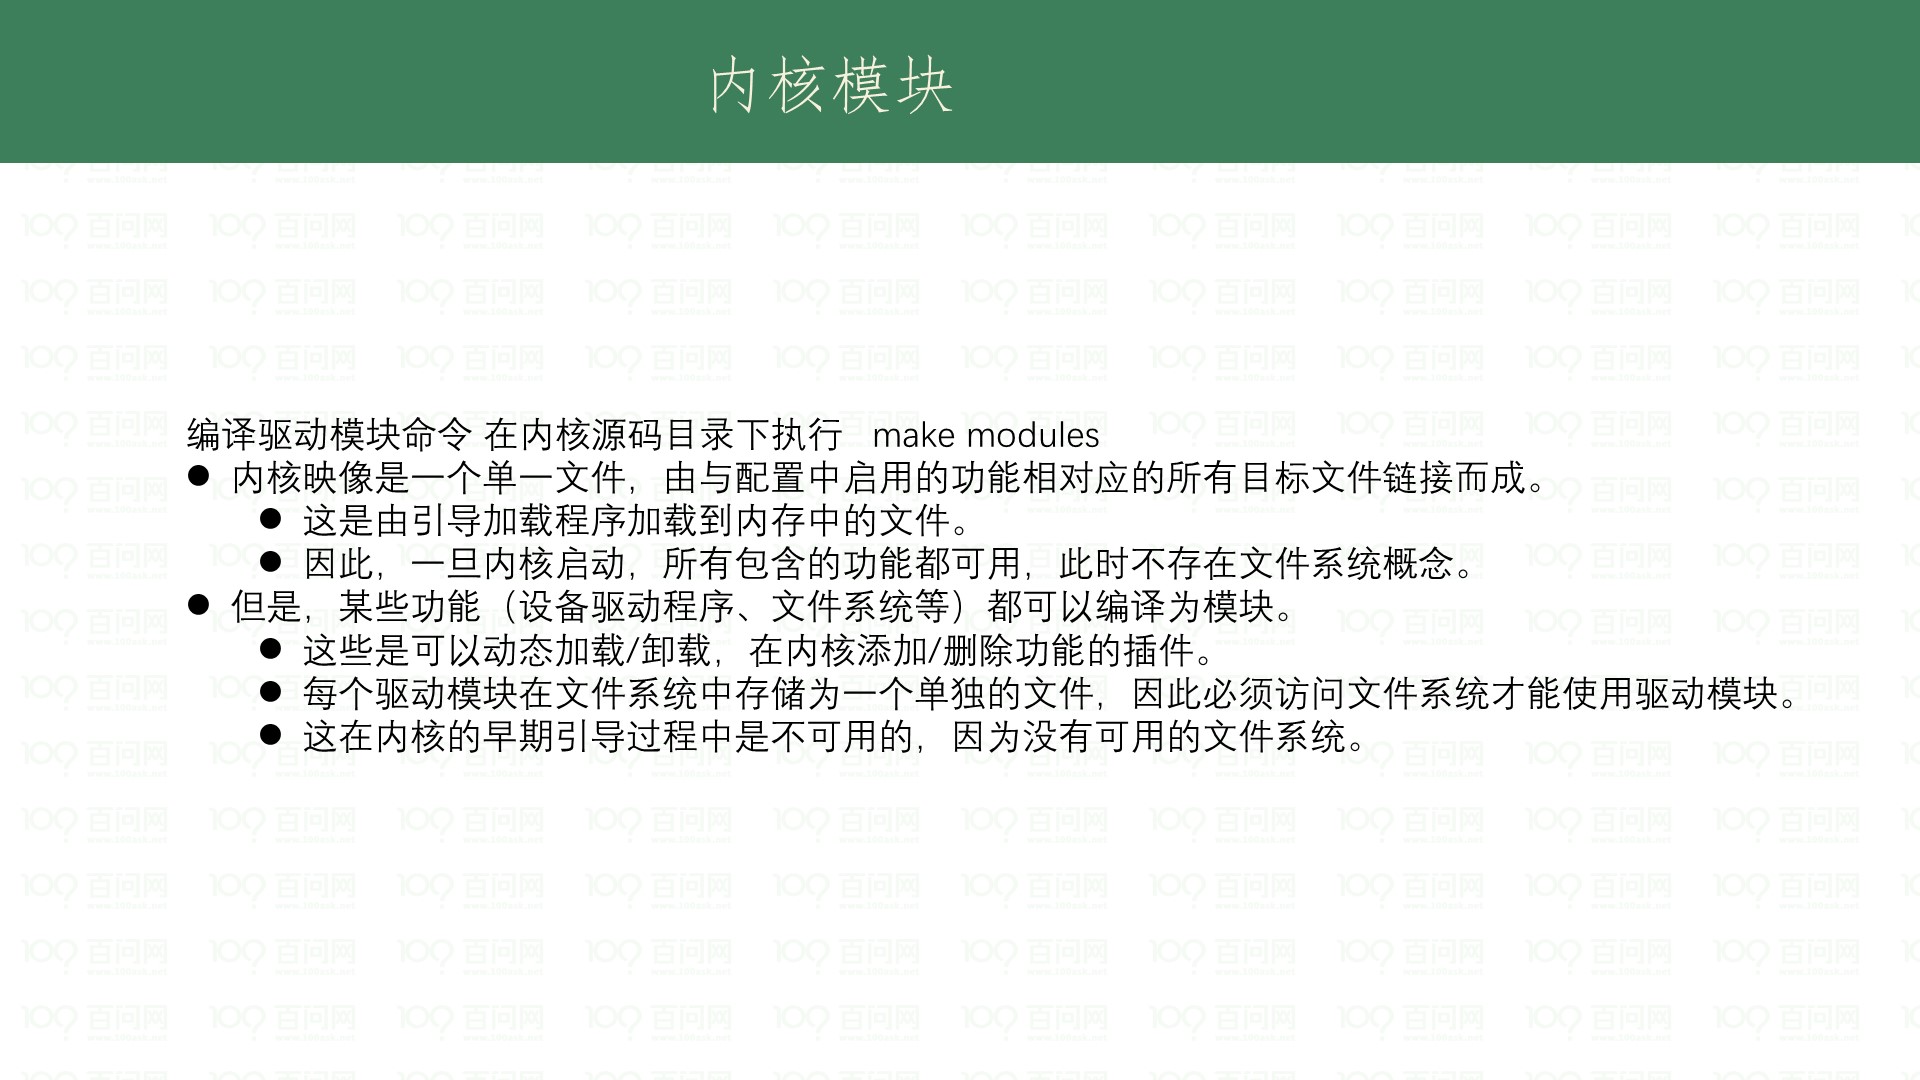 内核模块
编译驱动模块命令 在内核源码目录下执行 make modules
● 内核映像是一个单一文件，由与配置中启用的功能相对应的所有目标文件链接而成。
● 这是由引导加载程序加载到内存中的文件。
● 因此，一旦内核启动，所有包含的功能都可用，此时不存在文件系统概念。
● 但是，某些功能（设备驱动程序、文件系统等）都可以编译为模块。
● 这些是可以动态加载/卸载，在内核添加/删除功能的插件。
● 每个驱动模块在文件系统中存储为一个单独的文件，因此必须访问文件系统才能使用驱动模块。
● 这在内核的早期引导过程中是不可用的，因为没有可用的文件系统。
百问网
www.100ask.net